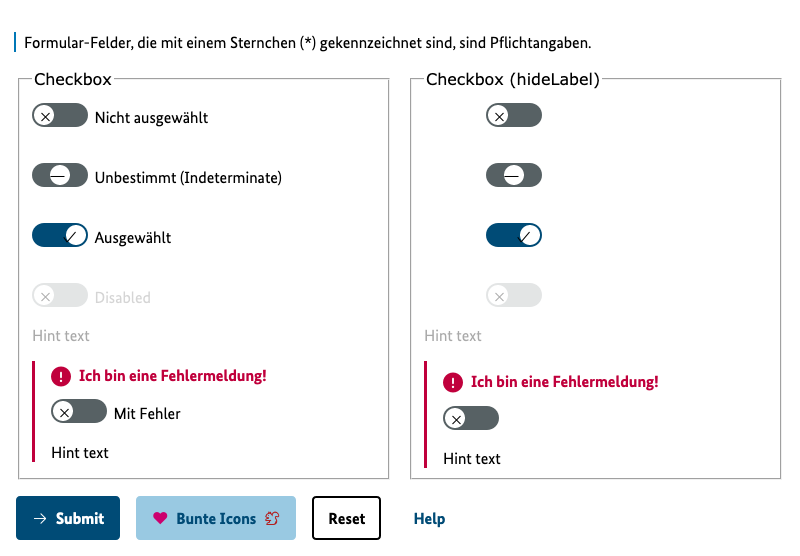 Formular-Felder, die mit einem Sternchen (*) gekennzeichnet sind, sind Pflichtangaben.
Checkbox
Nicht ausgewählt
Unbestimmt (Indeterminate)
Ausgewählt
Disabled
Hint text
Ich bin eine Fehlermeldung!
Mit Fehler
Hint text
Checkbox (hideLabel)
Hint text
Ich bin eine Fehlermeldung!
Hint text
Submit
Bunte Icons
Reset
Help